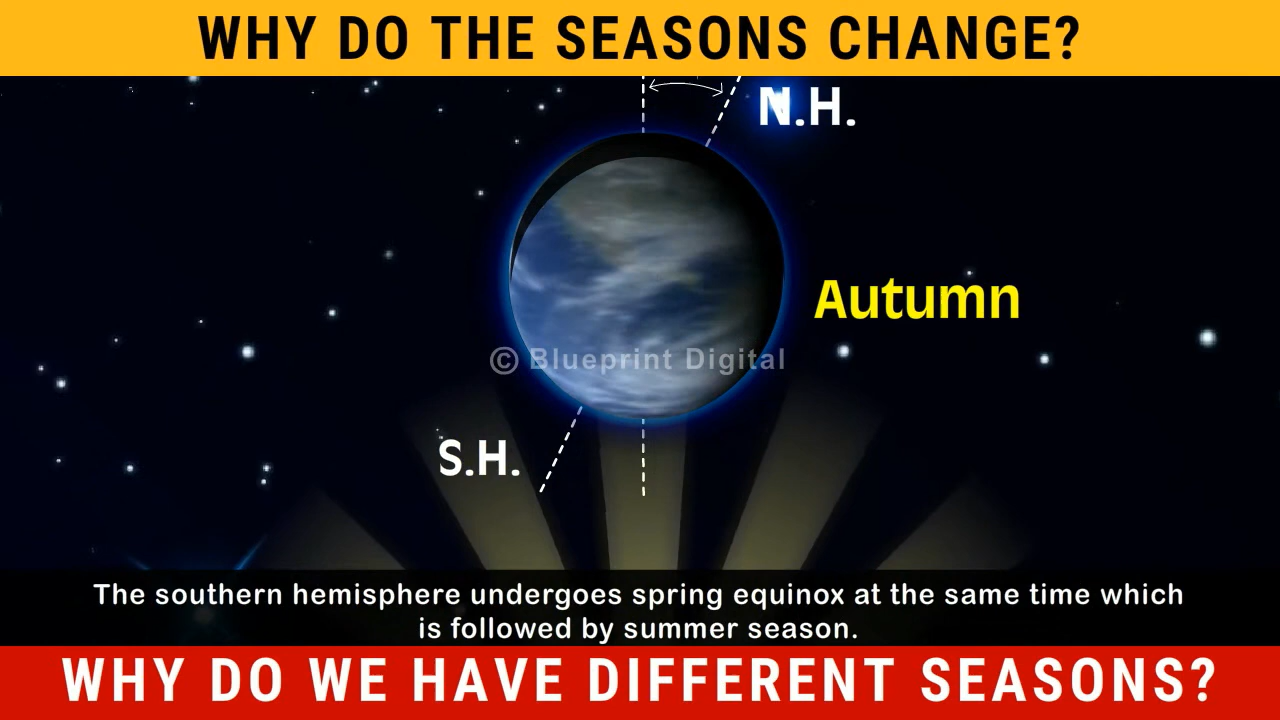 WHY DO THE SEASONS CHANGE?
N.H.
Autumn
© Blueprint Digital
S.H.
The southern hemisphere undergoes spring equinox at the same time which
is followed by summer season.
WHY DO WE HAVE DIFFERENT SEASONS?